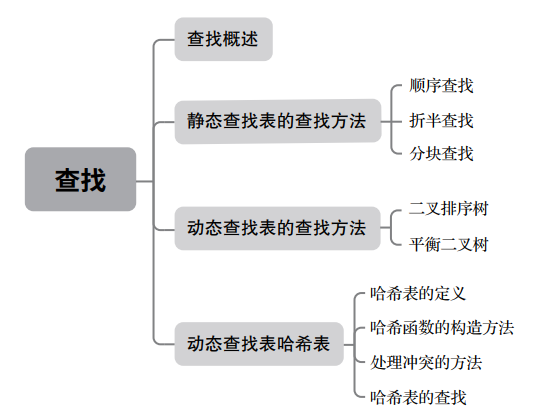 查找
查找概述
静态查找表的查找方法
顺序查找
折半查找
分块查找
动态查找表的查找方法
二叉排序树
平衡二叉树
动态查找表哈希表
哈希表的定义
哈希函数的构造方法
处理冲突的方法
哈希表的查找